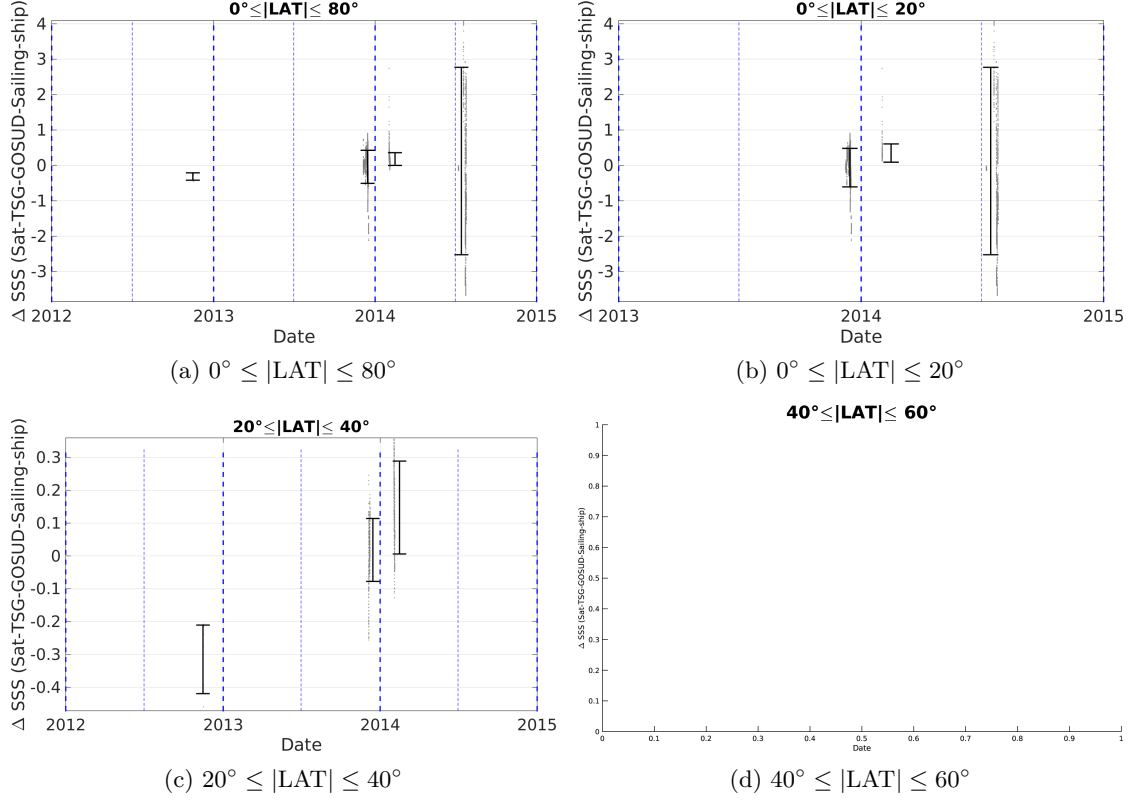 0°≤|LAT|≤ 80°
Δ SSS (Sat-TSG-GOSUD-Sailing-ship)
4
3
2
1
0
-1
-2
-3
2012 2013 2014 2015
Date
(a) 0° ≤ |LAT| ≤ 80°
0°≤|LAT|≤ 20°
Δ SSS (Sat-TSG-GOSUD-Sailing-ship)
4
3
2
1
0
-1
-2
-3
2013 2014 2015
Date
(b) 0° ≤ |LAT| ≤ 20°
20°≤|LAT|≤ 40°
Δ SSS (Sat-TSG-GOSUD-Sailing-ship)
0.3
0.2
0.1
0
-0.1
-0.2
-0.3
-0.4
2012 2013 2014 2015
Date
(c) 20° ≤ |LAT| ≤ 40°
40°≤|LAT|≤ 60°
Δ SSS (Sat-TSG-GOSUD-Sailing-ship)
1
0.9
0.8
0.7
0.6
0.5
0.4
0.3
0.2
0.1
0
0 0.1 0.2 0.3 0.4 0.5 0.6 0.7 0.8 0.9 1
Date
(d) 40° ≤ |LAT| ≤ 60°